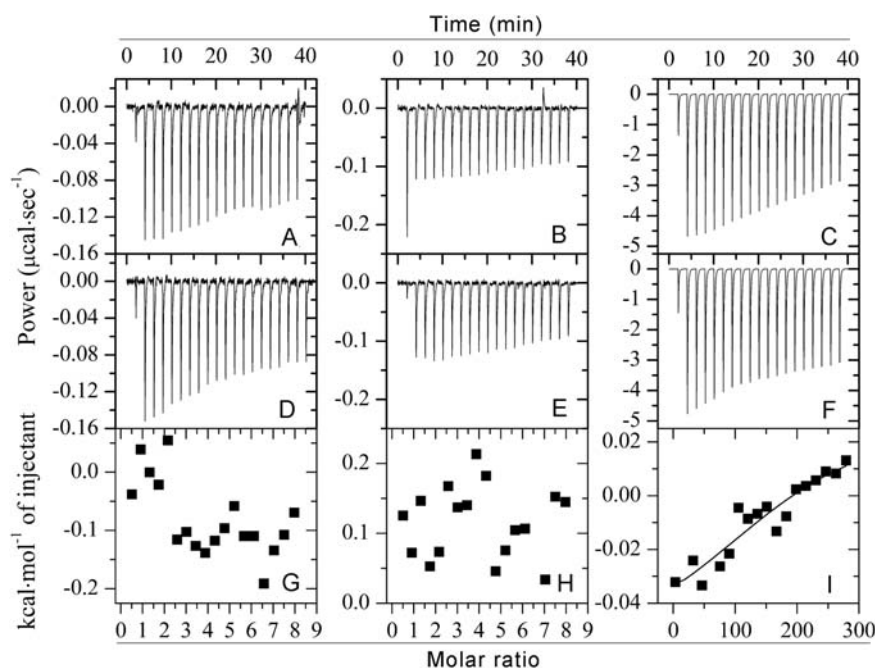 Time (min)
0 10 20 30 40 0 10 20 30 40 0 10 20 30 40
Power (µcal·sec⁻¹)
0.00
-0.04
-0.08
-0.12
-0.16
A
0.0
-0.1
-0.2
B
0
-1
-2
-3
-4
-5
C
0.00
-0.04
-0.08
-0.12
-0.16
D
0.0
-0.1
-0.2
E
0
-1
-2
-3
-4
-5
F
kcal·mol⁻¹ of injectant
0.0
-0.1
-0.2
G
0.2
0.1
0.0
H
0.02
0.00
-0.02
-0.04
I
0 1 2 3 4 5 6 7 8 9 0 1 2 3 4 5 6 7 8 9 0 100 200 300
Molar ratio